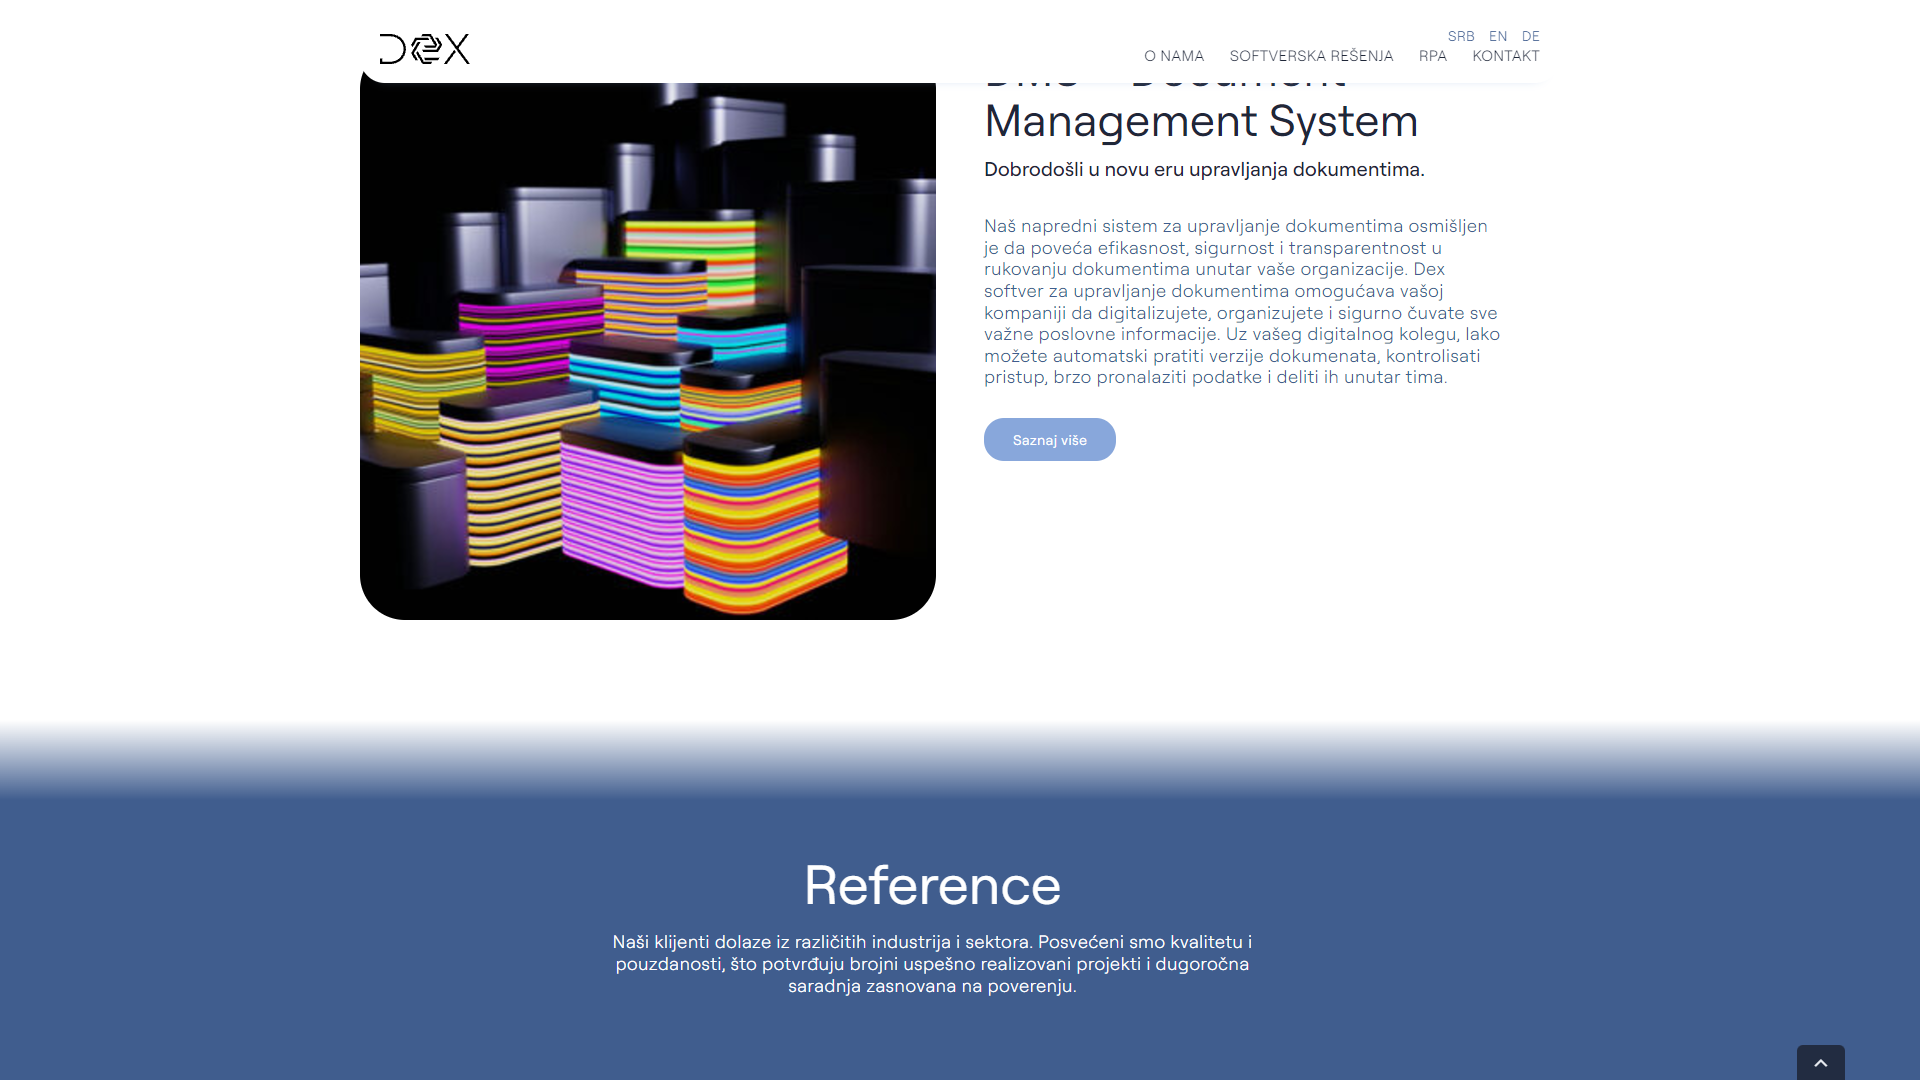 DEX
SRB EN DE
O NAMA SOFTVERSKA REŠENJA RPA KONTAKT
DMS – Document
Management System
Dobrodošli u novu eru upravljanja dokumentima.
Naš napredni sistem za upravljanje dokumentima osmišljen
je da poveća efikasnost, sigurnost i transparentnost u
rukovanju dokumentima unutar vaše organizacije. Dex
softver za upravljanje dokumentima omogućava vašoj
kompaniji da digitalizujete, organizujete i sigurno čuvate sve
važne poslovne informacije. Uz vašeg digitalnog kolegu, lako
možete automatski pratiti verzije dokumenata, kontrolisati
pristup, brzo pronalaziti podatke i deliti ih unutar tima.
Saznaj više
Reference
Naši klijenti dolaze iz različitih industrija i sektora. Posvećeni smo kvalitetu i
pouzdanosti, što potvrđuju brojni uspešno realizovani projekti i dugoročna
saradnja zasnovana na poverenju.